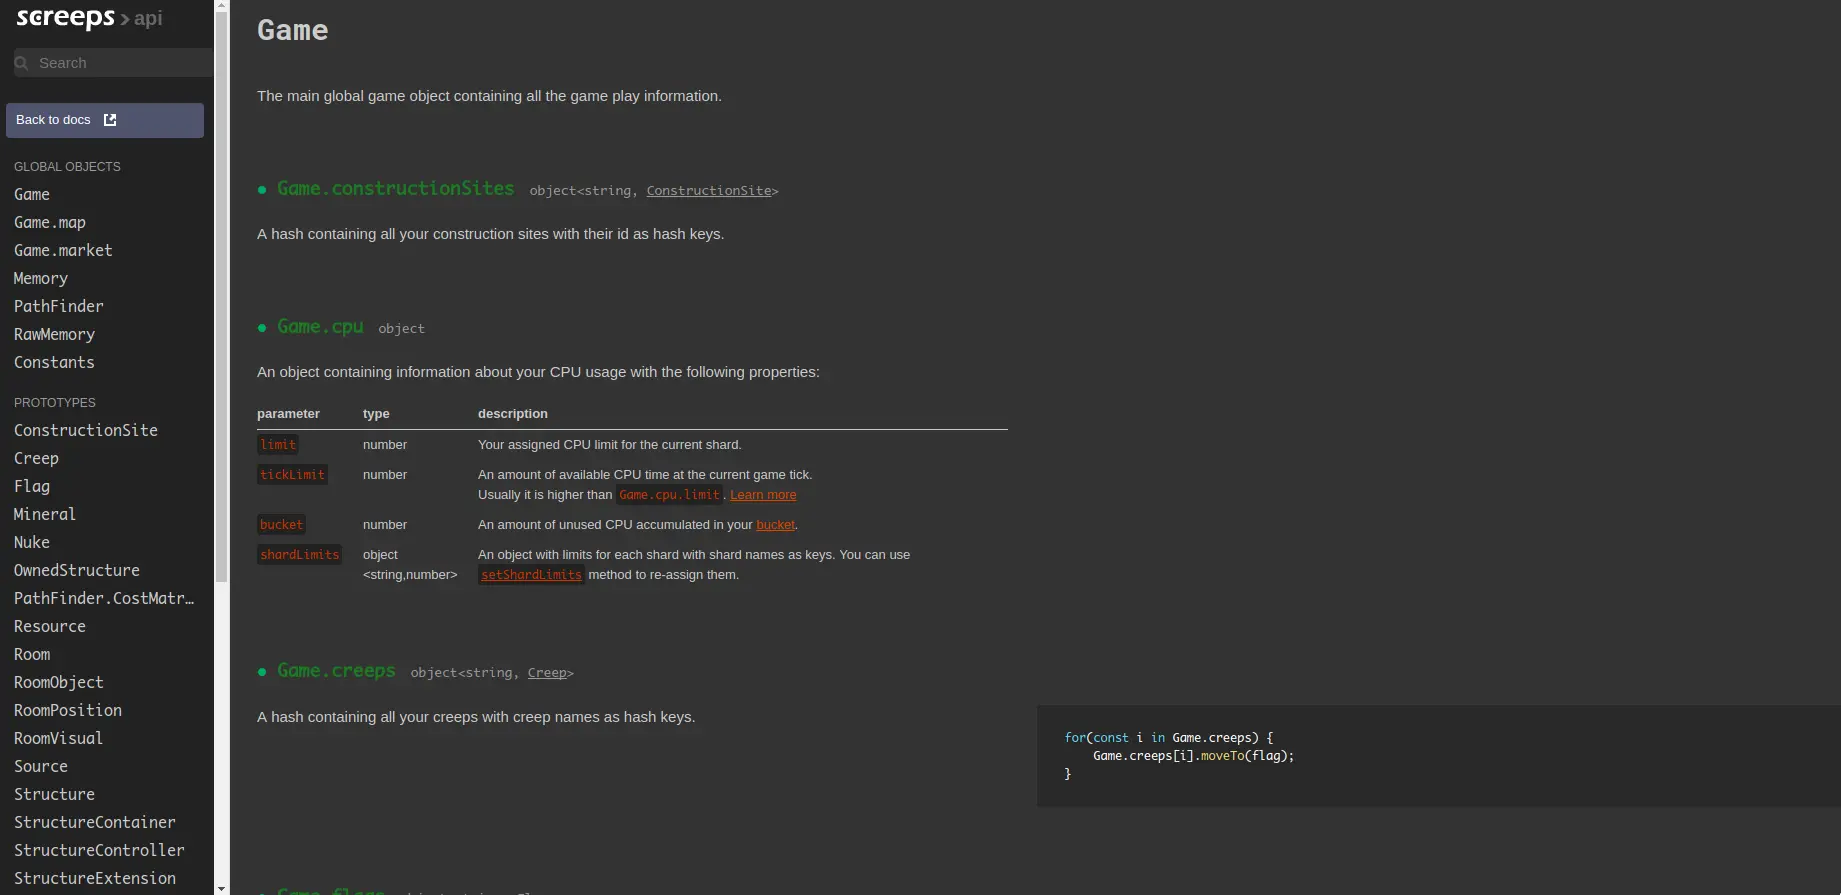 screeps > api
Search
Back to docs
GLOBAL OBJECTS
Game
Game.map
Game.market
Memory
PathFinder
RawMemory
Constants
PROTOTYPES
ConstructionSite
Creep
Flag
Mineral
Nuke
OwnedStructure
PathFinder.CostMatr…
Resource
Room
RoomObject
RoomPosition
RoomVisual
Source
Structure
StructureContainer
StructureController
StructureExtension
Game
The main global game object containing all the game play information.
Game.constructionSites object<string, ConstructionSite>
A hash containing all your construction sites with their id as hash keys.
Game.cpu object
An object containing information about your CPU usage with the following properties:
parameter type description
limit number Your assigned CPU limit for the current shard.
tickLimit number An amount of available CPU time at the current game tick.
Usually it is higher than Game.cpu.limit. Learn more
bucket number An amount of unused CPU accumulated in your bucket.
shardLimits object An object with limits for each shard with shard names as keys. You can use
<string,number> setShardLimits method to re-assign them.
Game.creeps object<string, Creep>
A hash containing all your creeps with creep names as hash keys.
for(const i in Game.creeps) {
    Game.creeps[i].moveTo(flag);
}
Game.flags